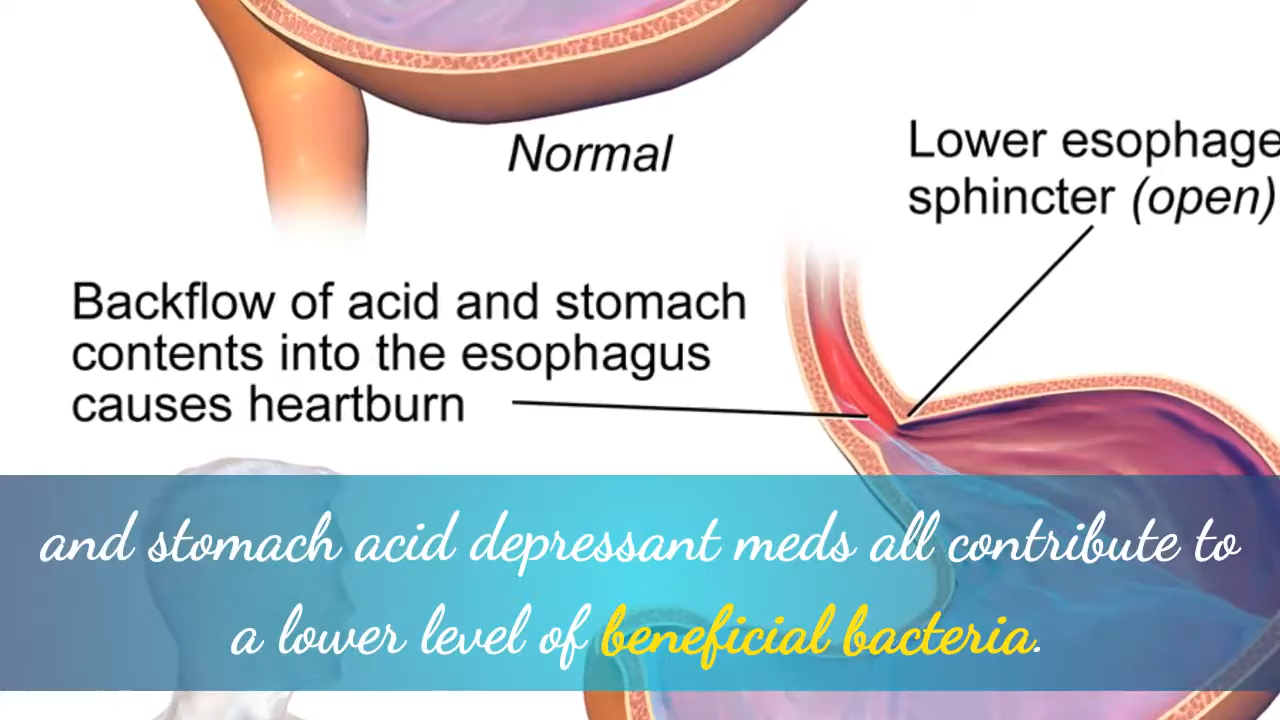 Normal
Lower esophage
sphincter (open)
Backflow of acid and stomach
contents into the esophagus
causes heartburn
and stomach acid depressant meds all contribute to
a lower level of beneficial bacteria.